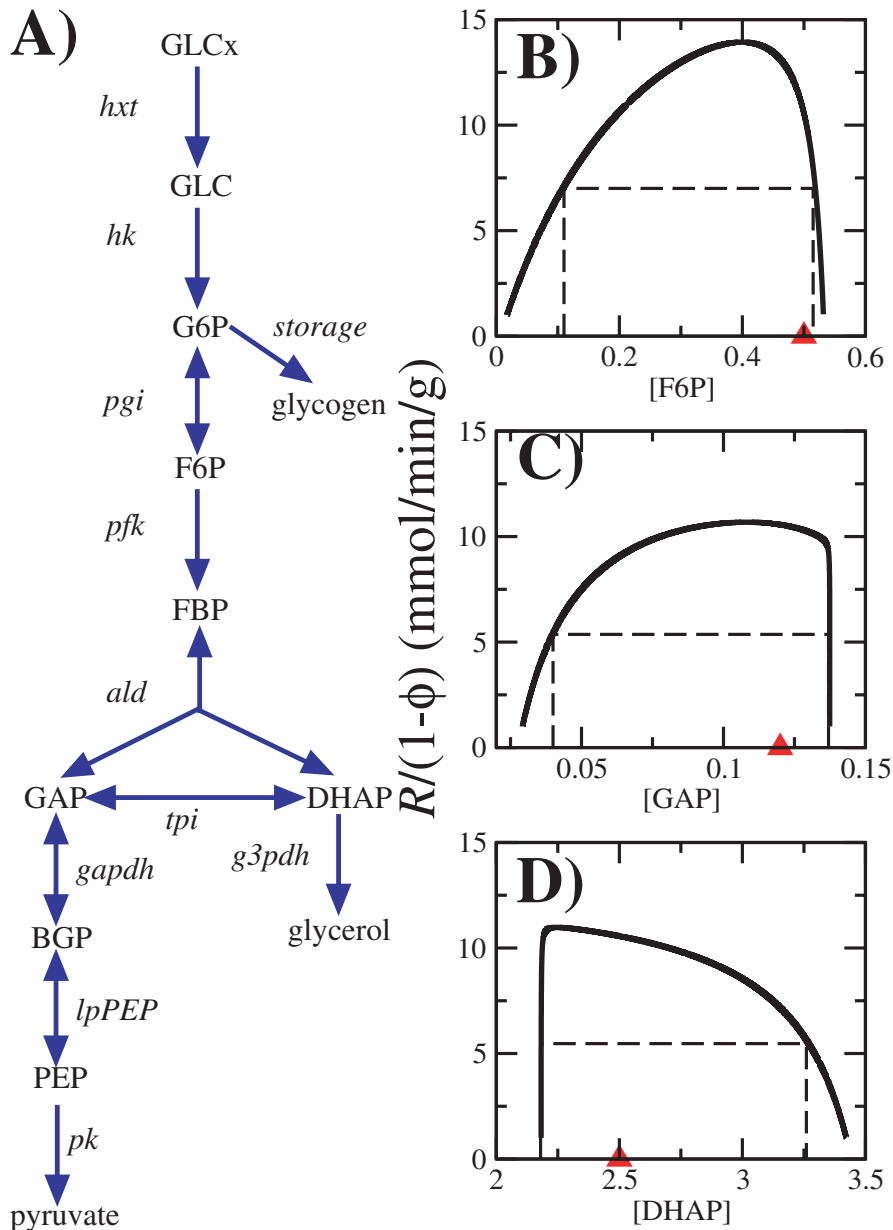 A)
GLCx
hxt
GLC
hk
G6P
storage
glycogen
pgi
F6P
pfk
FBP
ald
GAP
tpi
DHAP
gapdh
g3pdh
BGP
glycerol
lpPEP
PEP
pk
pyruvate
R/(1-ϕ) (mmol/min/g)
B)
15
10
5
0
0 0.2 0.4 0.6
[F6P]
C)
15
10
5
0
0.05 0.1 0.15
[GAP]
D)
15
10
5
0
2 2.5 3 3.5
[DHAP]